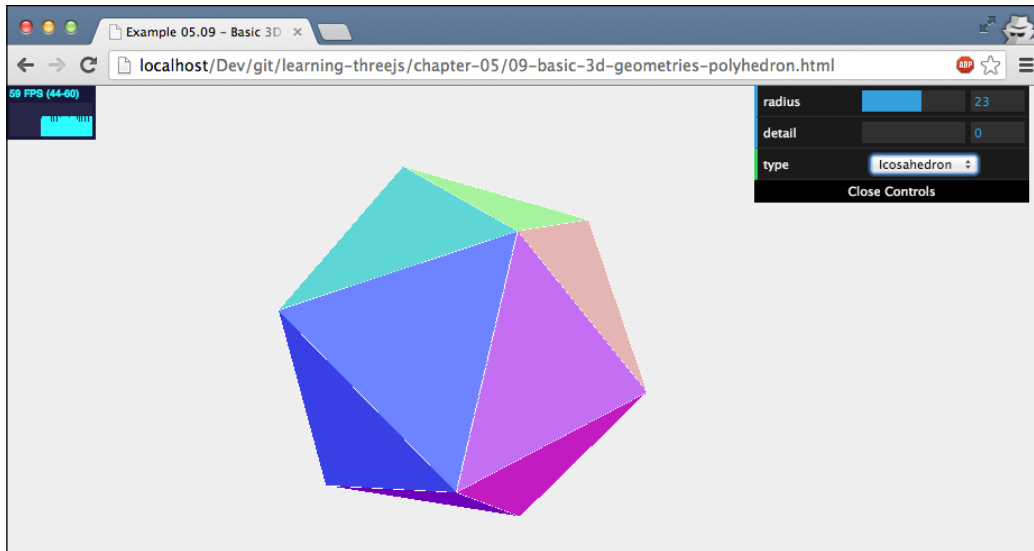 Example 05.09 – Basic 3D
localhost/Dev/git/learning-threejs/chapter-05/09-basic-3d-geometries-polyhedron.html
ABP
59 FPS (44-60)
radius 23
detail 0
type Icosahedron
Close Controls